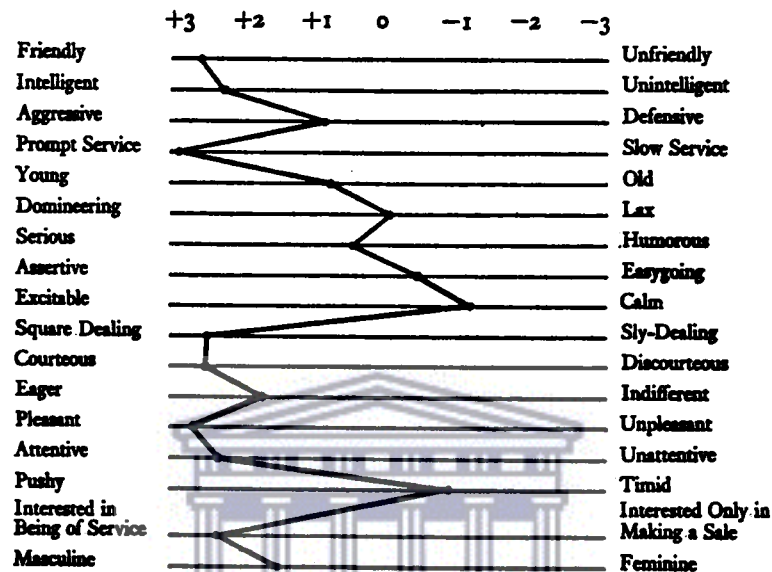 +3 +2 +1 0 −1 −2 −3
Friendly Unfriendly
Intelligent Unintelligent
Aggressive Defensive
Prompt Service Slow Service
Young Old
Domineering Lax
Serious Humorous
Assertive Easygoing
Excitable Calm
Square Dealing Sly-Dealing
Courteous Discourteous
Eager Indifferent
Pleasant Unpleasant
Attentive Unattentive
Pushy Timid
Interested in Interested Only in
Being of Service Making a Sale
Masculine Feminine